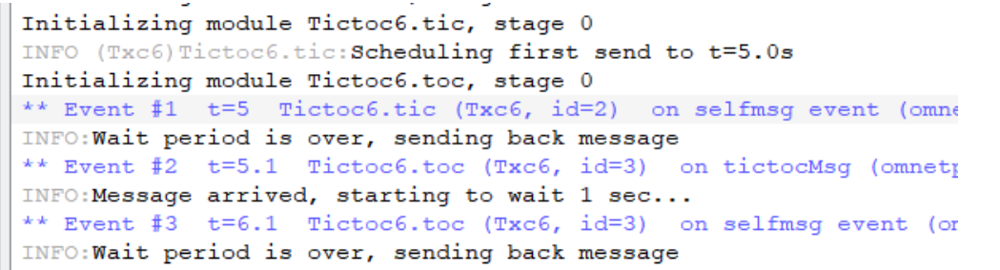 Initializing module Tictoc6.tic, stage 0
INFO (Txc6)Tictoc6.tic:Scheduling first send to t=5.0s
Initializing module Tictoc6.toc, stage 0
** Event #1  t=5  Tictoc6.tic (Txc6, id=2)  on selfmsg event (omne
INFO:Wait period is over, sending back message
** Event #2  t=5.1  Tictoc6.toc (Txc6, id=3)  on tictocMsg (omnetp
INFO:Message arrived, starting to wait 1 sec...
** Event #3  t=6.1  Tictoc6.toc (Txc6, id=3)  on selfmsg event (or
INFO:Wait period is over, sending back message